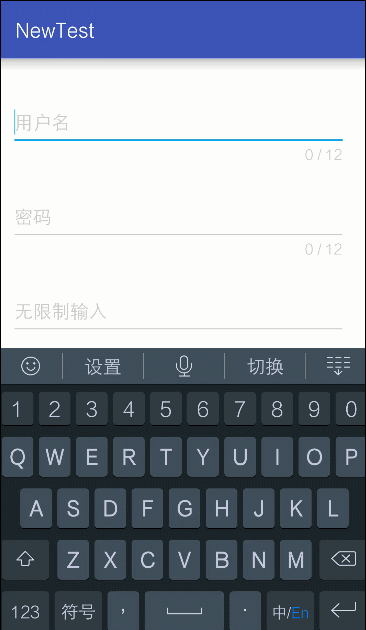 NewTest
用户名
0 / 12
密码
0 / 12
无限制输入
设置 切换
1 2 3 4 5 6 7 8 9 0
Q W E R T Y U I O P
A S D F G H J K L
Z X C V B N M
123 符号 , . 中/En